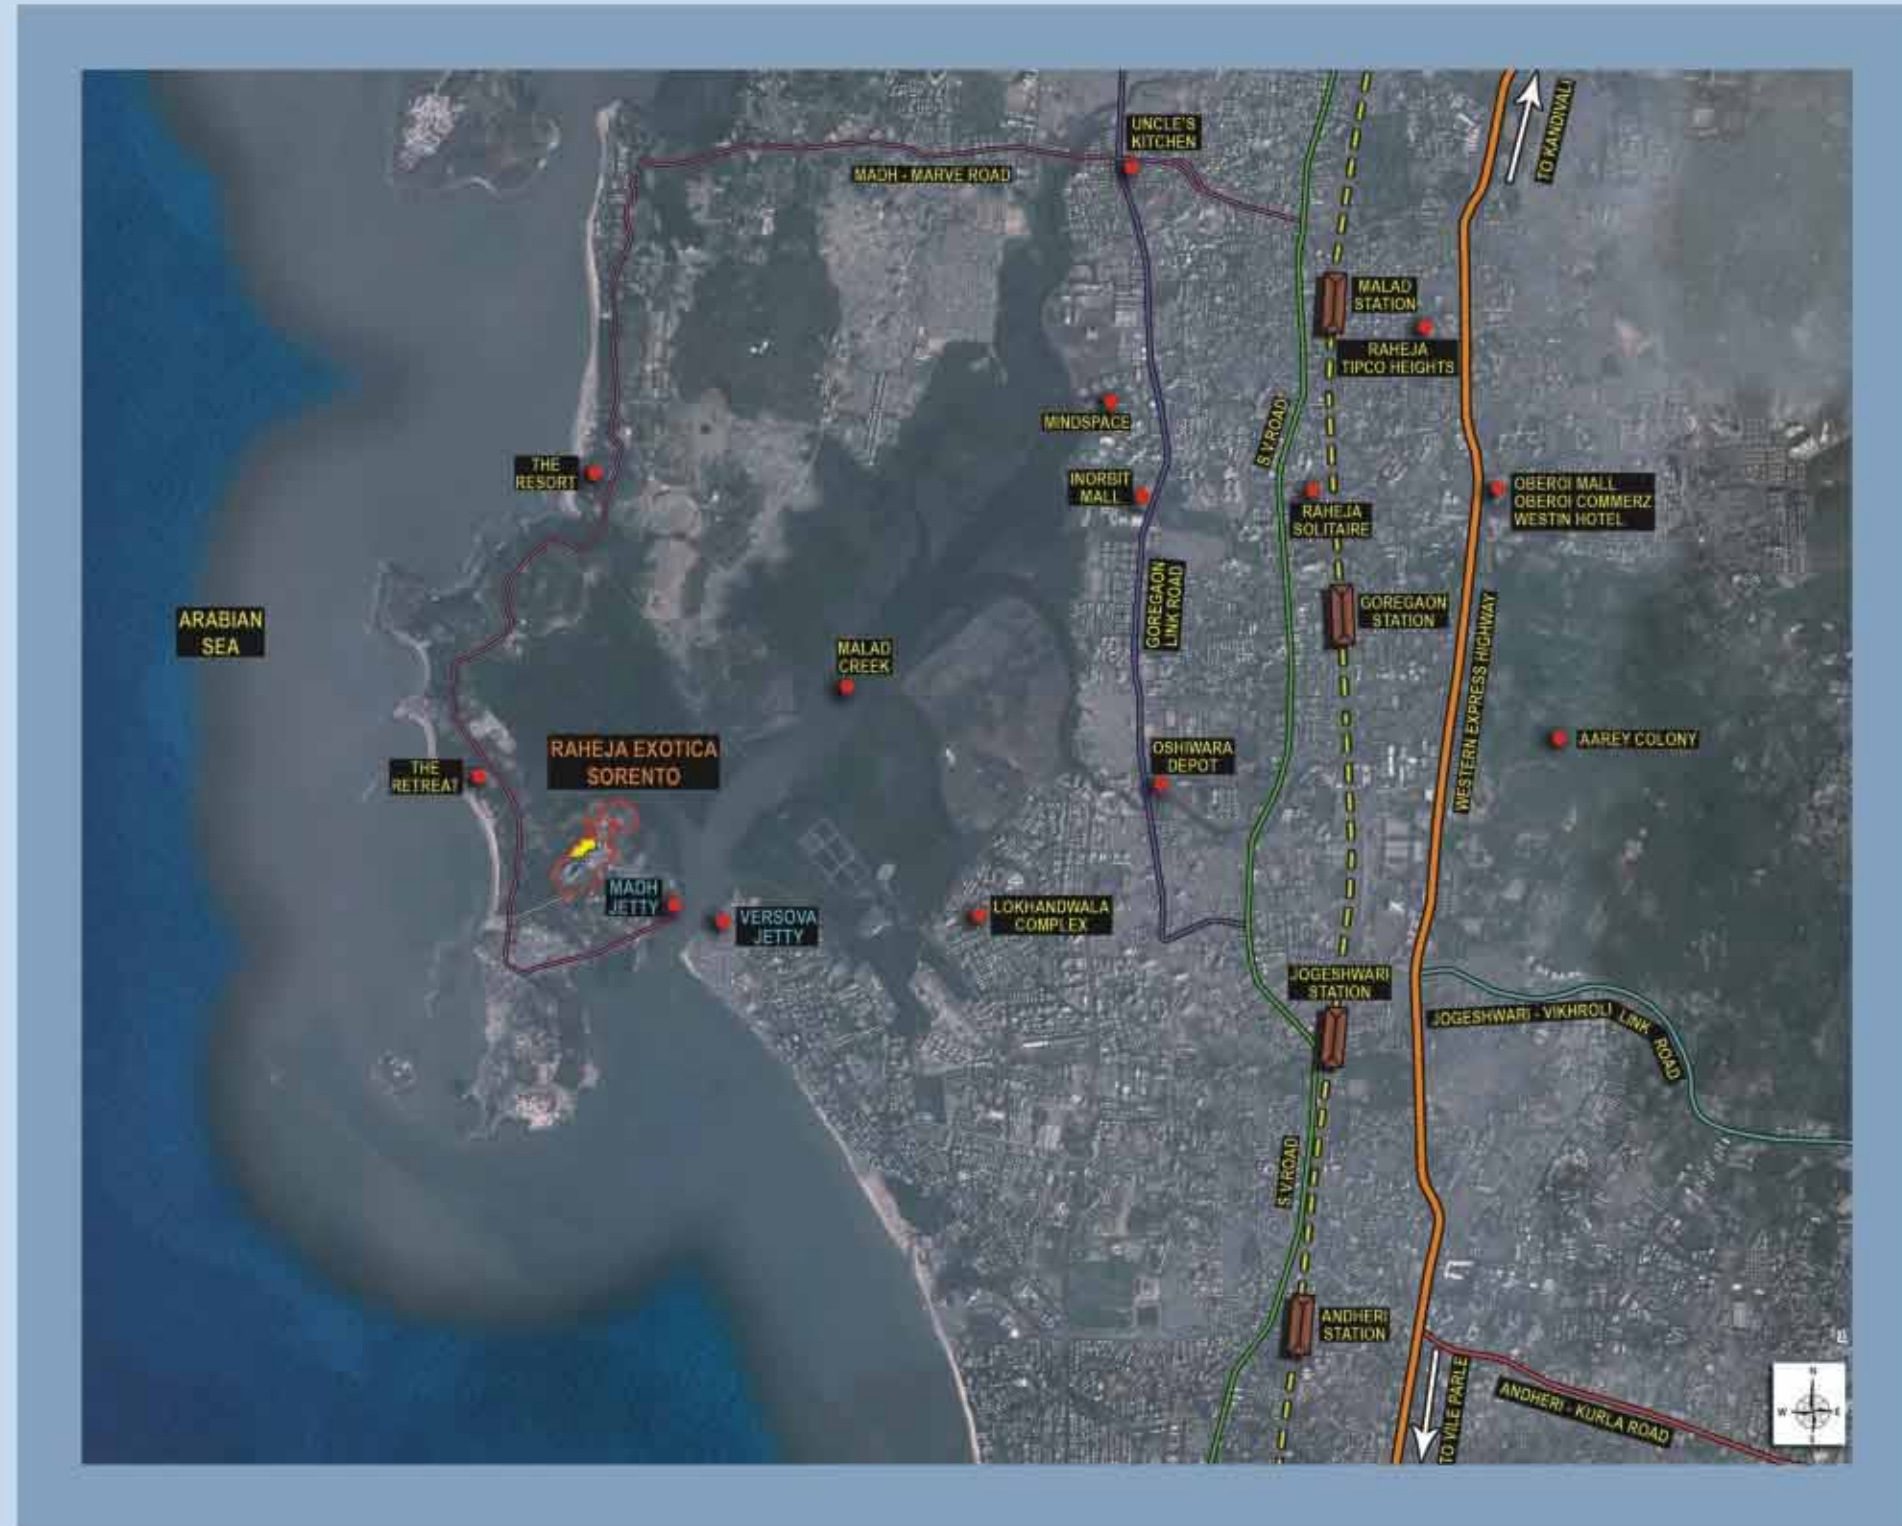 TO KANDIVALI
UNCLE'S
KITCHEN
MADH - MARVE ROAD
MALAD
STATION
RAHEJA
TIPCO HEIGHTS
MINDSPACE
S.V.ROAD
THE
RESORT
INORBIT
MALL
RAHEJA
SOLITAIRE
OBEROI MALL
OBEROI COMMERZ
WESTIN HOTEL
GOREGAON
LINK ROAD
GOREGAON
STATION
WESTERN EXPRESS HIGHWAY
ARABIAN
SEA
MALAD
CREEK
RAHEJA EXOTICA
SORENTO
THE
RETREAT
OSHIWARA
DEPOT
AAREY COLONY
MADH
JETTY
VERSOVA
JETTY
LOKHANDWALA
COMPLEX
JOGESHWARI
STATION
JOGESHWARI - VIKHROLI LINK ROAD
S.V.ROAD
ANDHERI
STATION
TO VILE PARLE
ANDHERI - KURLA ROAD
N
W E